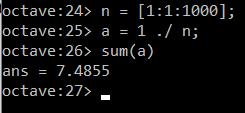 octave:24> n = [1:1:1000];
octave:25> a = 1 ./ n;
octave:26> sum(a)
ans = 7.4855
octave:27>